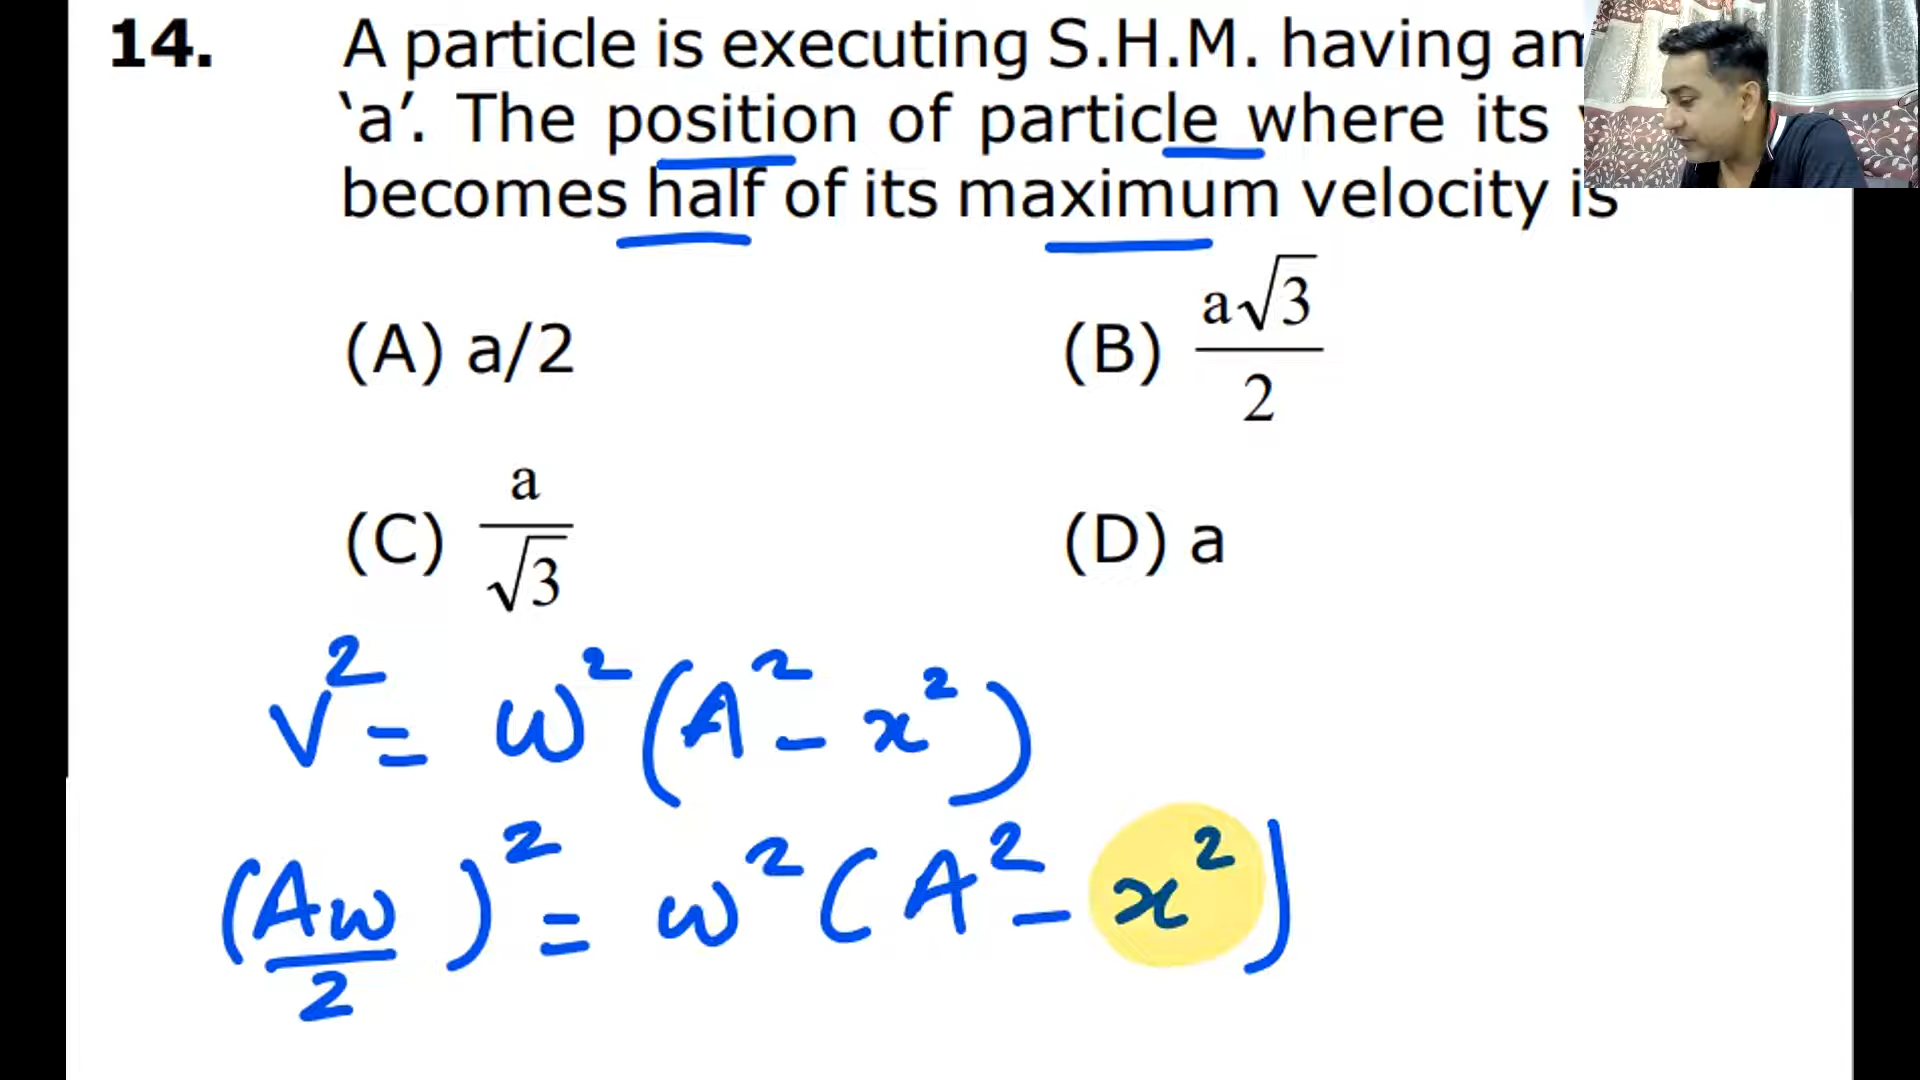 14. A particle is executing S.H.M. having
‘a’. The position of particle where its
becomes half of its maximum velocity is
(A) a/2 (B) a√3/2
(C) a/√3 (D) a
v² = ω²(A² - x²)
(Aω/2)² = ω²(A² - x²)